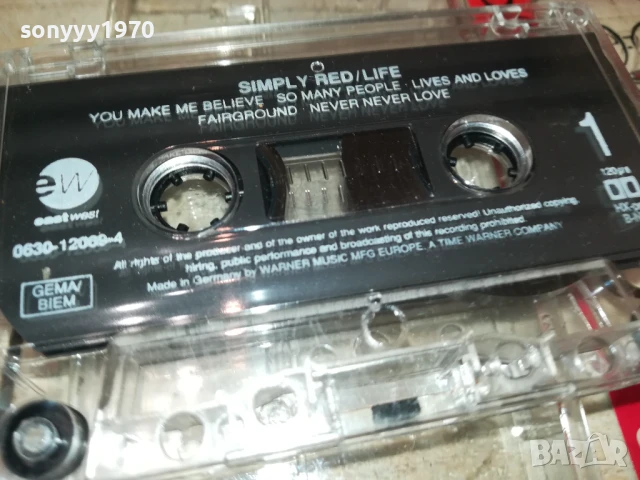 sonyyy1970
SIMPLY RED/LIFE
YOU MAKE ME BELIEVE · SO MANY PEOPLE · LIVES AND LOVES
FAIRGROUND · NEVER NEVER LOVE
1
ew
eastwest
0630-12069-4
120µs
All rights of the producer and of the owner of the work reproduced reserved! Unauthorized copying,
hiring, public performance and broadcasting of this recording prohibited.
Made in Germany by WARNER MUSIC MFG EUROPE. A TIME WARNER COMPANY
GEMA/
BIEM
BAZAR